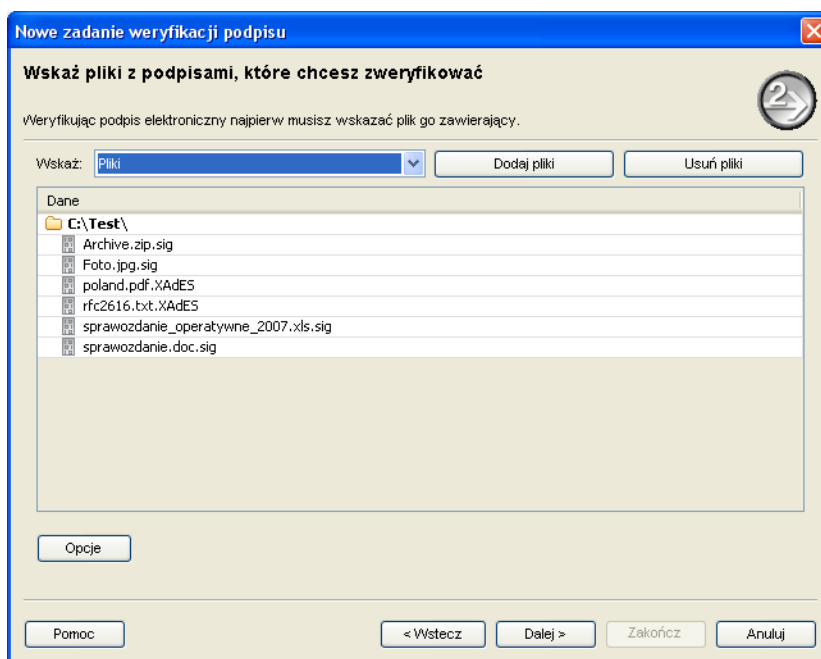 Nowe zadanie weryfikacji podpisu
Wskaż pliki z podpisami, które chcesz zweryfikować
2
Weryfikując podpis elektroniczny najpierw musisz wskazać plik go zawierający.
Wskaż: Pliki Dodaj pliki Usuń pliki
Dane
C:\Test\
Archive.zip.sig
Foto.jpg.sig
poland.pdf.XAdES
rfc2616.txt.XAdES
sprawozdanie_operatywne_2007.xls.sig
sprawozdanie.doc.sig
Opcje
Pomoc < Wstecz Dalej > Zakończ Anuluj